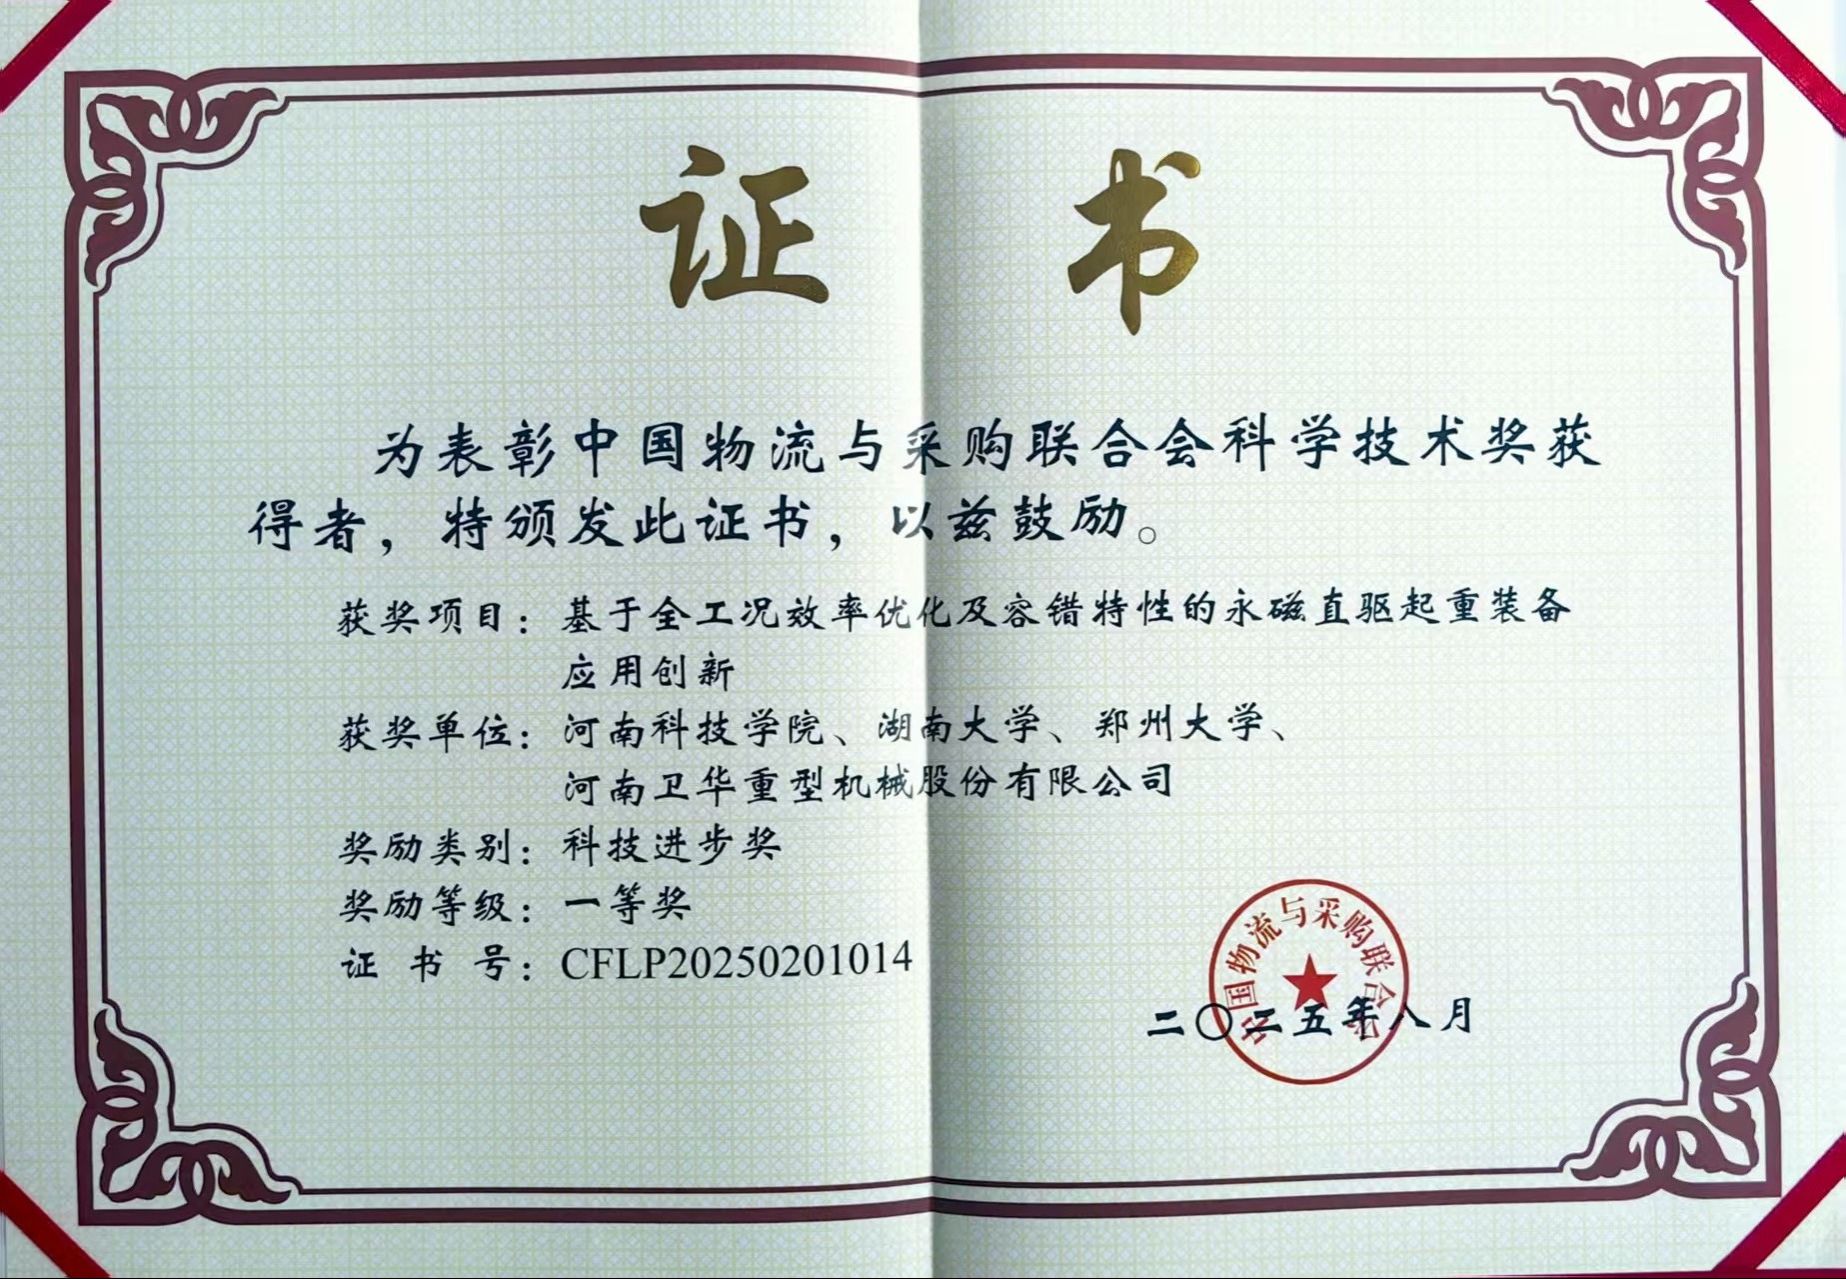 证书
为表彰中国物流与采购联合会科学技术奖获
得者，特颁发此证书，以兹鼓励。
获奖项目：基于全工况效率优化及容错特性的永磁直驱起重装备
应用创新
获奖单位：河南科技学院、湖南大学、郑州大学、
河南卫华重型机械股份有限公司
奖励类别：科技进步奖
奖励等级：一等奖
证书号：CFLP20250201014
中国物流与采购联合会
二〇二五年八月